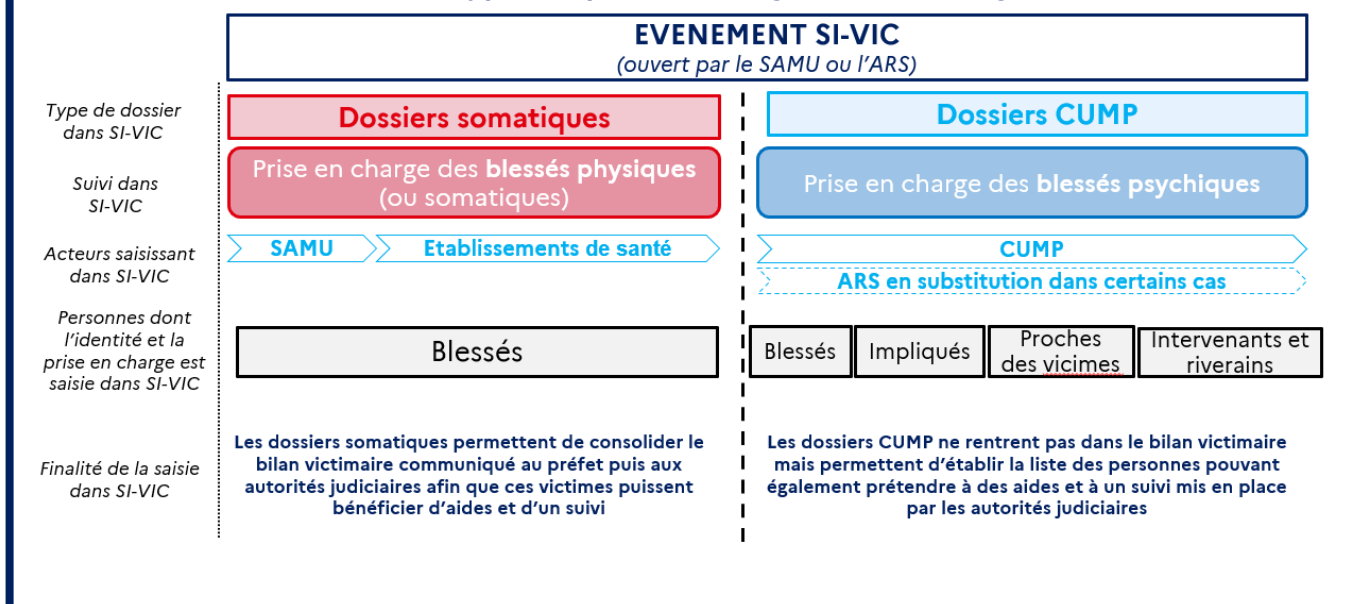 EVENEMENT SI-VIC
(ouvert par le SAMU ou l'ARS)
Type de dossier
dans SI-VIC
Dossiers somatiques
Dossiers CUMP
Suivi dans
SI-VIC
Prise en charge des blessés physiques
(ou somatiques)
Prise en charge des blessés psychiques
Acteurs saisissant
dans SI-VIC
SAMU
Etablissements de santé
CUMP
ARS en substitution dans certains cas
Personnes dont
l'identité et la
prise en charge est
saisie dans SI-VIC
Blessés
Blessés
Impliqués
Proches
des vicimes
Intervenants et
riverains
Finalité de la saisie
dans SI-VIC
Les dossiers somatiques permettent de consolider le
bilan victimaire communiqué au préfet puis aux
autorités judiciaires afin que ces victimes puissent
bénéficier d'aides et d'un suivi
Les dossiers CUMP ne rentrent pas dans le bilan victimaire
mais permettent d'établir la liste des personnes pouvant
également prétendre à des aides et à un suivi mis en place
par les autorités judiciaires